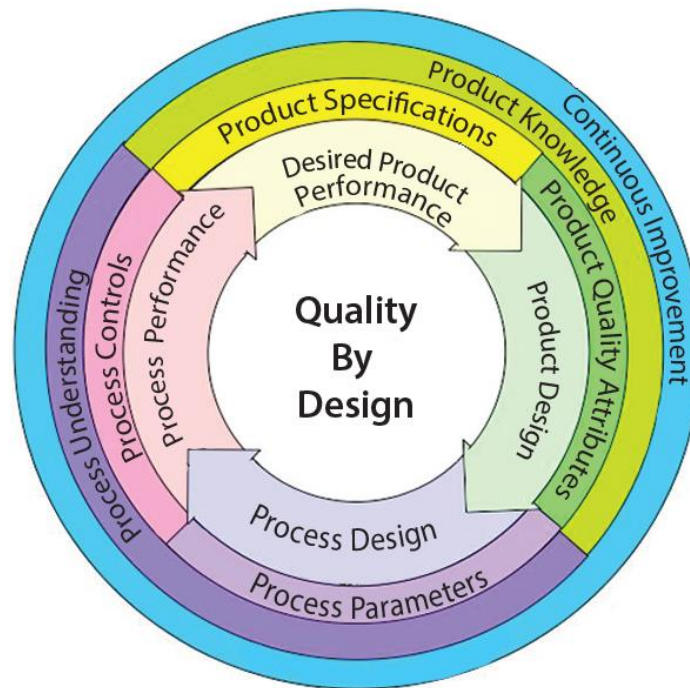 Continuous Improvement
Product Knowledge
Product Specifications
Desired Product
Performance
Product Quality Attributes
Product Design
Quality
By
Design
Process Understanding
Process Controls
Process Performance
Process Design
Process Parameters